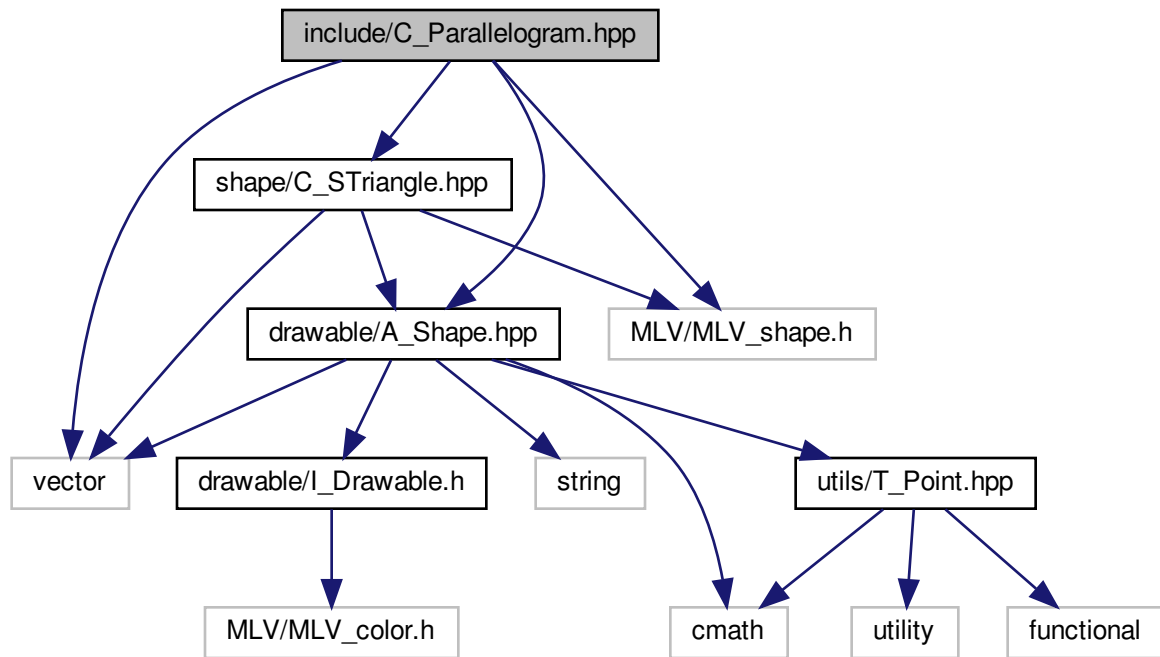 include/C_Parallelogram.hpp
shape/C_STriangle.hpp
drawable/A_Shape.hpp
MLV/MLV_shape.h
vector
drawable/I_Drawable.h
string
utils/T_Point.hpp
MLV/MLV_color.h
cmath
utility
functional